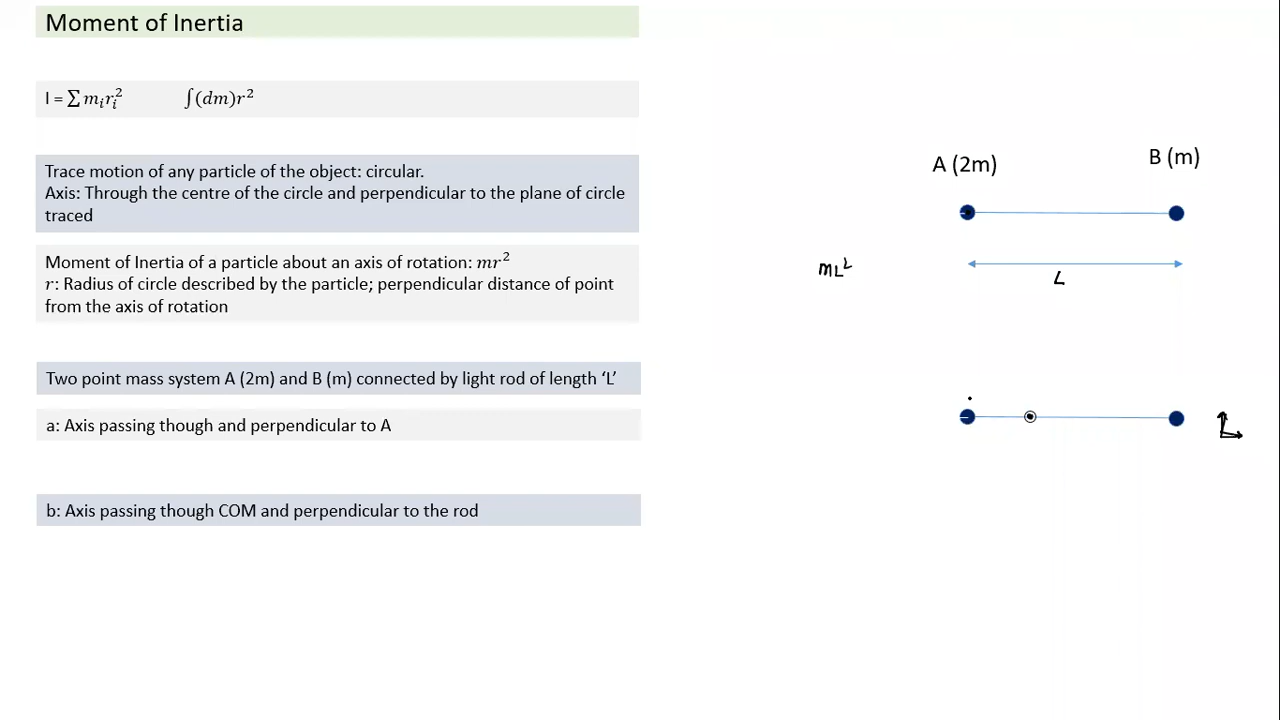 Moment of Inertia
I = ∑ mᵢrᵢ² ∫(dm)r²
Trace motion of any particle of the object: circular.
Axis: Through the centre of the circle and perpendicular to the plane of circle
traced
Moment of Inertia of a particle about an axis of rotation: mr²
r: Radius of circle described by the particle; perpendicular distance of point
from the axis of rotation
Two point mass system A (2m) and B (m) connected by light rod of length ‘L’
a: Axis passing though and perpendicular to A
b: Axis passing though COM and perpendicular to the rod
A (2m)
B (m)
mL²
L